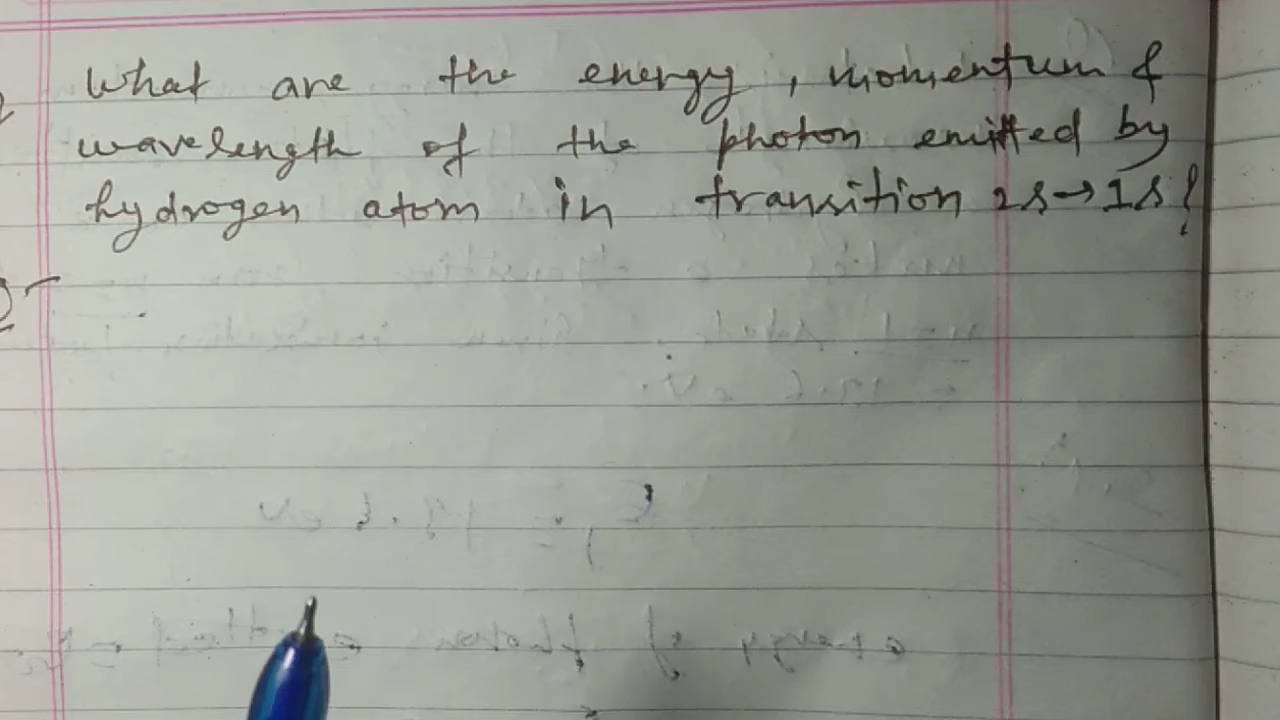 What are the energy, momentum &
wavelength of the photon emitted by
hydrogen atom in transition 2s→1s?